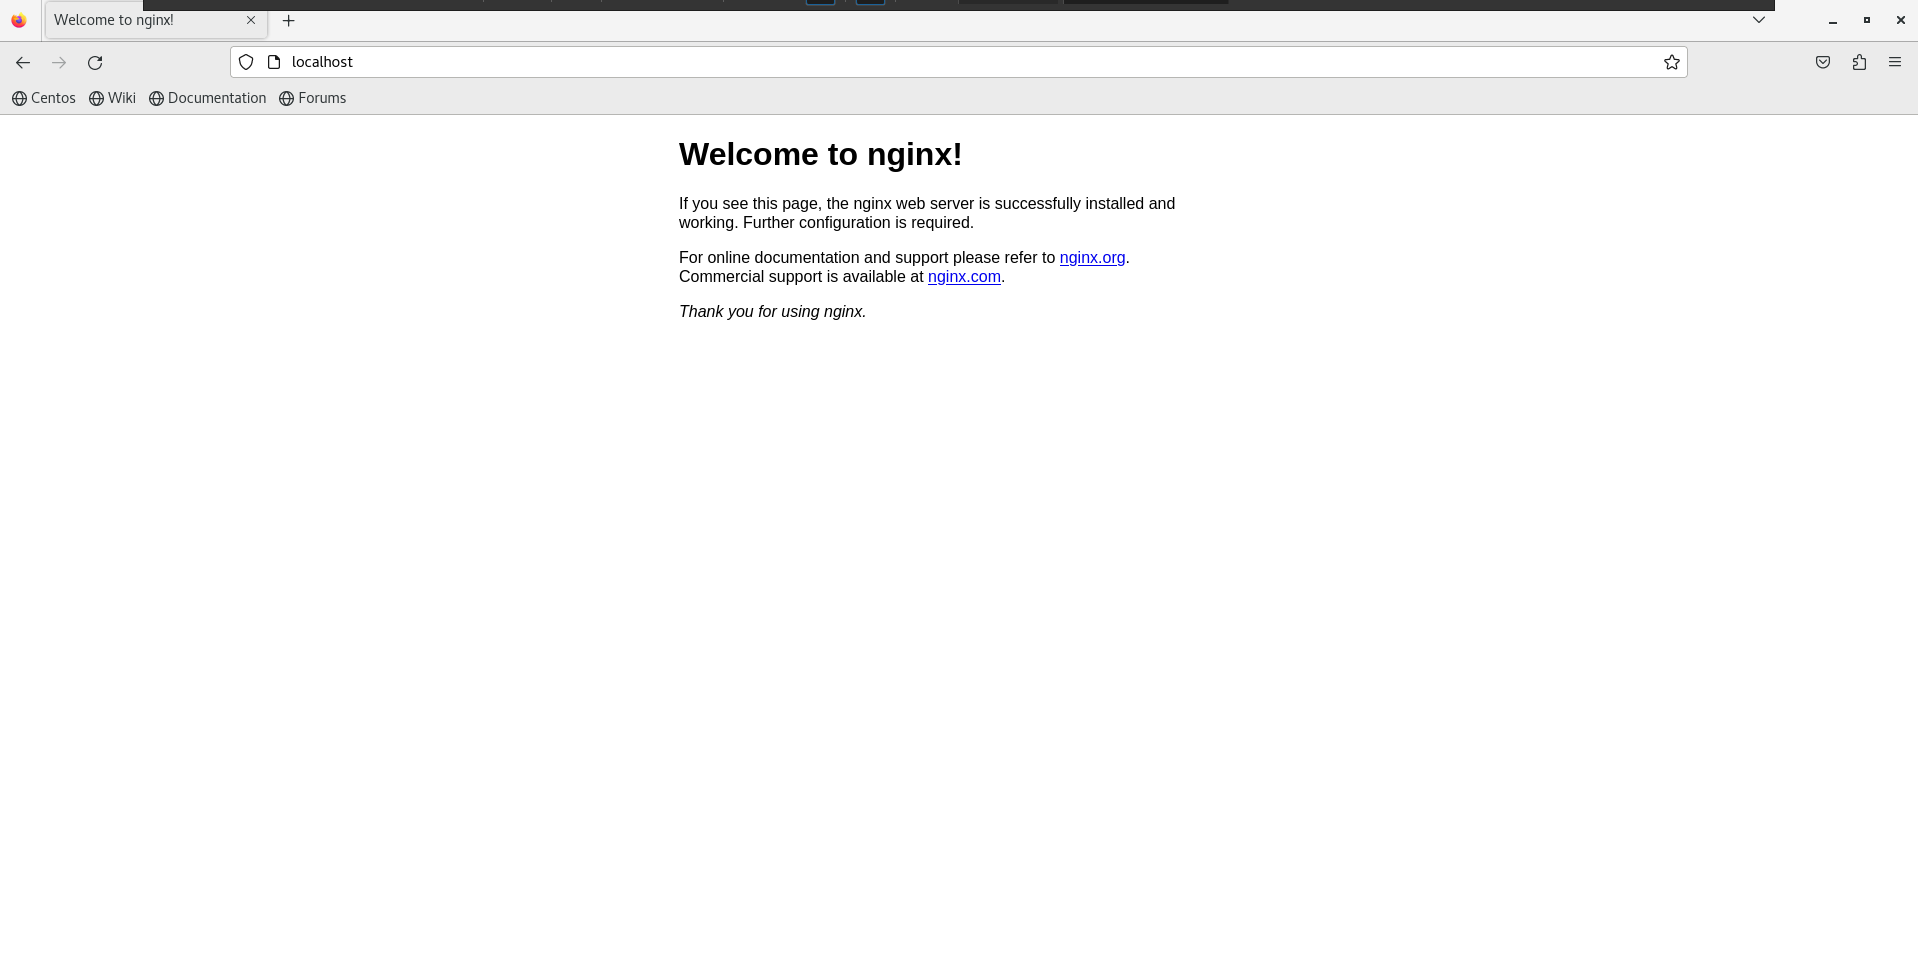 Welcome to nginx!
localhost
Centos Wiki Documentation Forums
Welcome to nginx!
If you see this page, the nginx web server is successfully installed and
working. Further configuration is required.
For online documentation and support please refer to nginx.org.
Commercial support is available at nginx.com.
Thank you for using nginx.